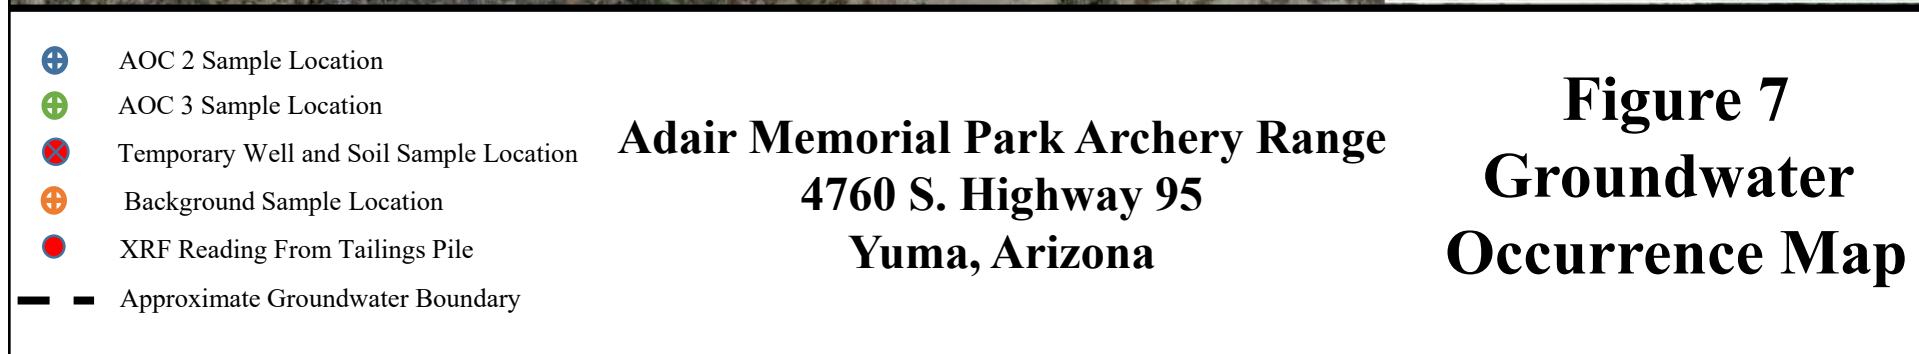 AOC 2 Sample Location
AOC 3 Sample Location
Temporary Well and Soil Sample Location
Background Sample Location
XRF Reading From Tailings Pile
Approximate Groundwater Boundary
Adair Memorial Park Archery Range
4760 S. Highway 95
Yuma, Arizona
Figure 7
Groundwater
Occurrence Map